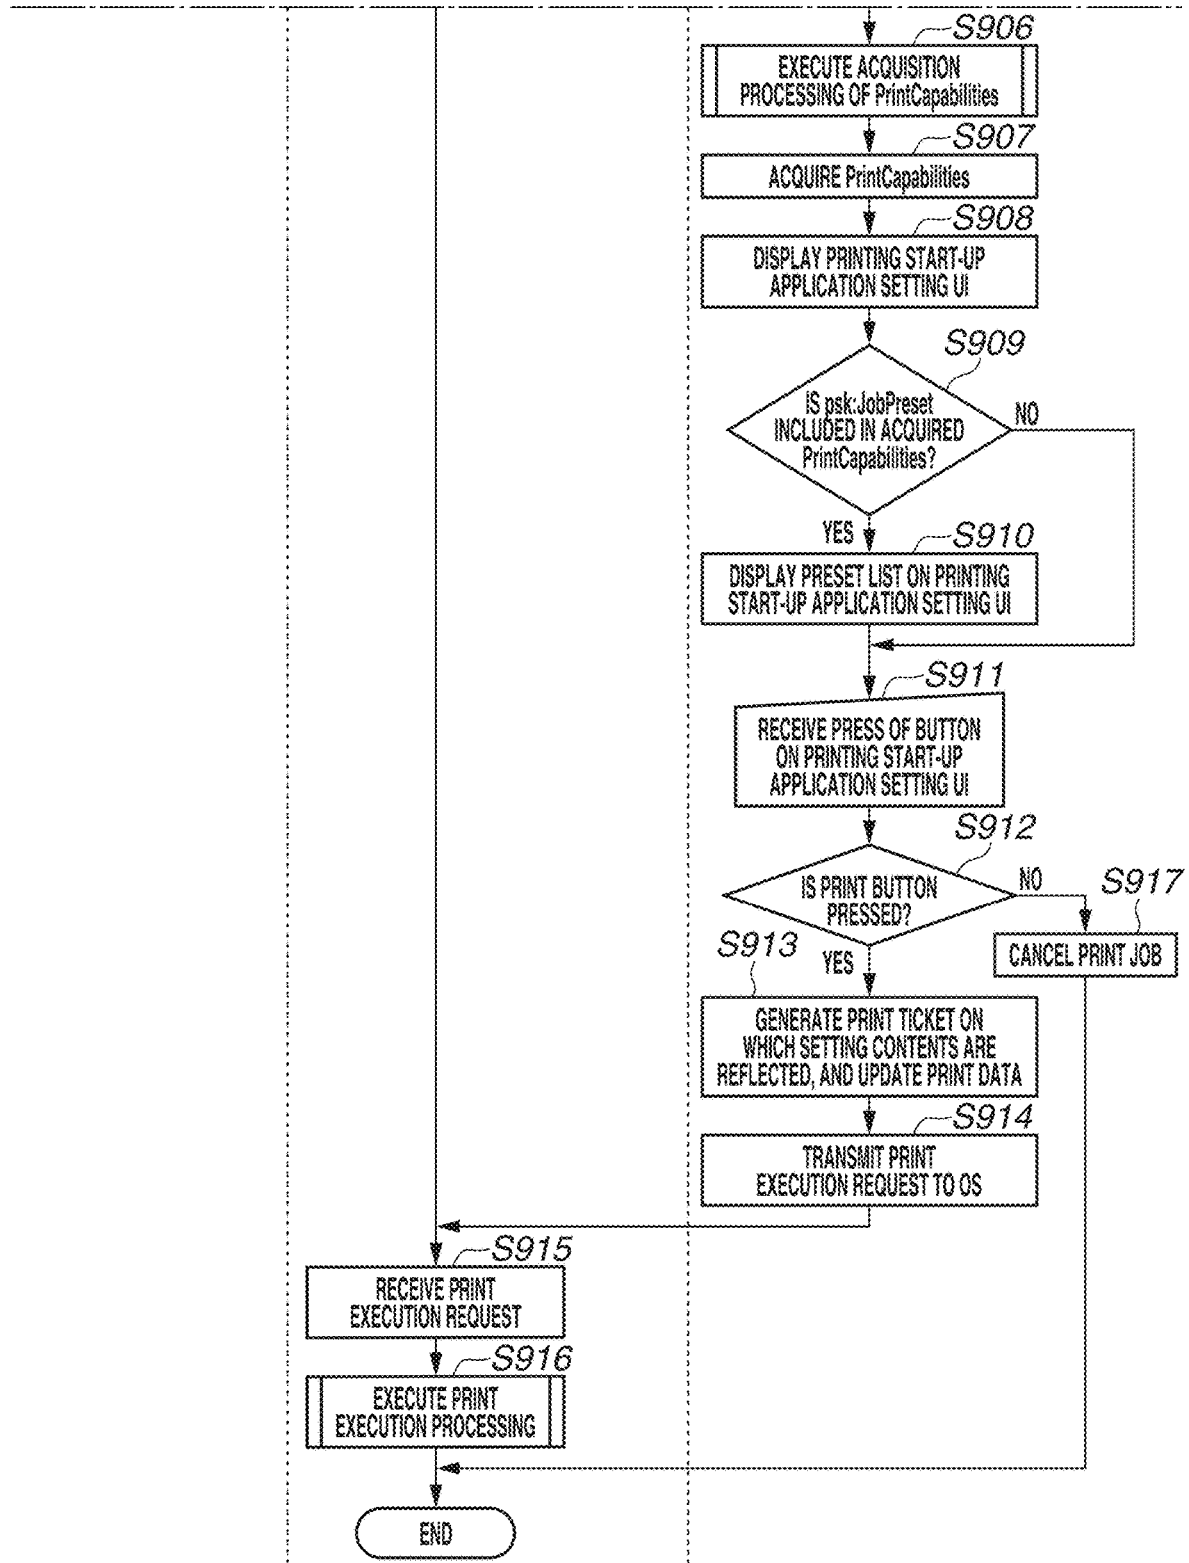 S906
EXECUTE ACQUISITION
PROCESSING OF PrintCapabilities
S907
ACQUIRE PrintCapabilities
S908
DISPLAY PRINTING START-UP
APPLICATION SETTING UI
S909
IS psk:JobPreset
INCLUDED IN ACQUIRED
PrintCapabilities?
NO
YES
S910
DISPLAY PRESET LIST ON PRINTING
START-UP APPLICATION SETTING UI
S911
RECEIVE PRESS OF BUTTON
ON PRINTING START-UP
APPLICATION SETTING UI
S912
IS PRINT BUTTON
PRESSED?
NO
S917
CANCEL PRINT JOB
YES
S913
GENERATE PRINT TICKET ON
WHICH SETTING CONTENTS ARE
REFLECTED, AND UPDATE PRINT DATA
S914
TRANSMIT PRINT
EXECUTION REQUEST TO OS
S915
RECEIVE PRINT
EXECUTION REQUEST
S916
EXECUTE PRINT
EXECUTION PROCESSING
END